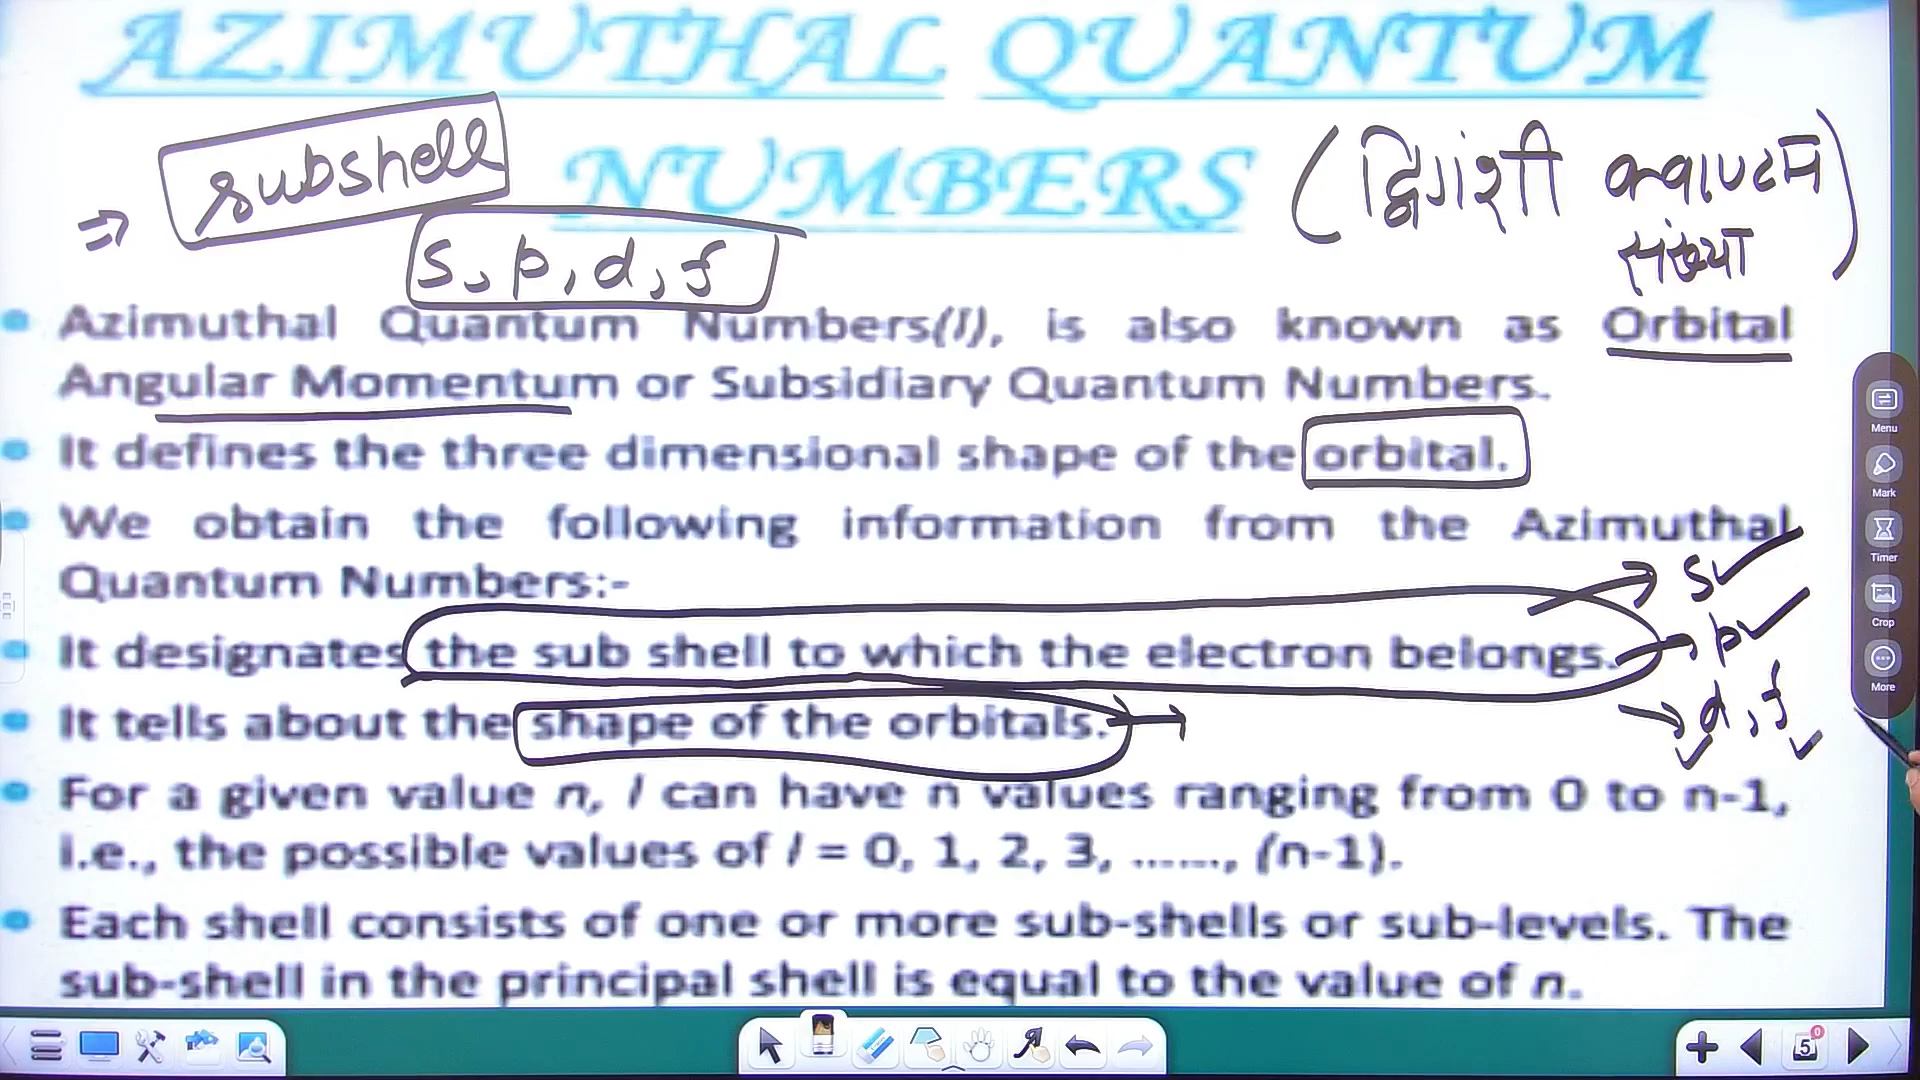 AZIMUTHAL QUANTUM
NUMBERS
⇒ subshell
s, p, d, f
(द्विगंशी क्वाण्टम
संख्या)
• Azimuthal Quantum Numbers(l), is also known as Orbital
Angular Momentum or Subsidiary Quantum Numbers.
• It defines the three dimensional shape of the orbital.
• We obtain the following information from the Azimuthal
Quantum Numbers:-
→ s✓
• It designates the sub shell to which the electron belongs. → p✓
• It tells about the shape of the orbitals. → → d, f
• For a given value n, l can have n values ranging from 0 to n-1,
i.e., the possible values of l = 0, 1, 2, 3, ......., (n-1).
• Each shell consists of one or more sub-shells or sub-levels. The
sub-shell in the principal shell is equal to the value of n.
Menu
Mark
Timer
Crop
More
5
0